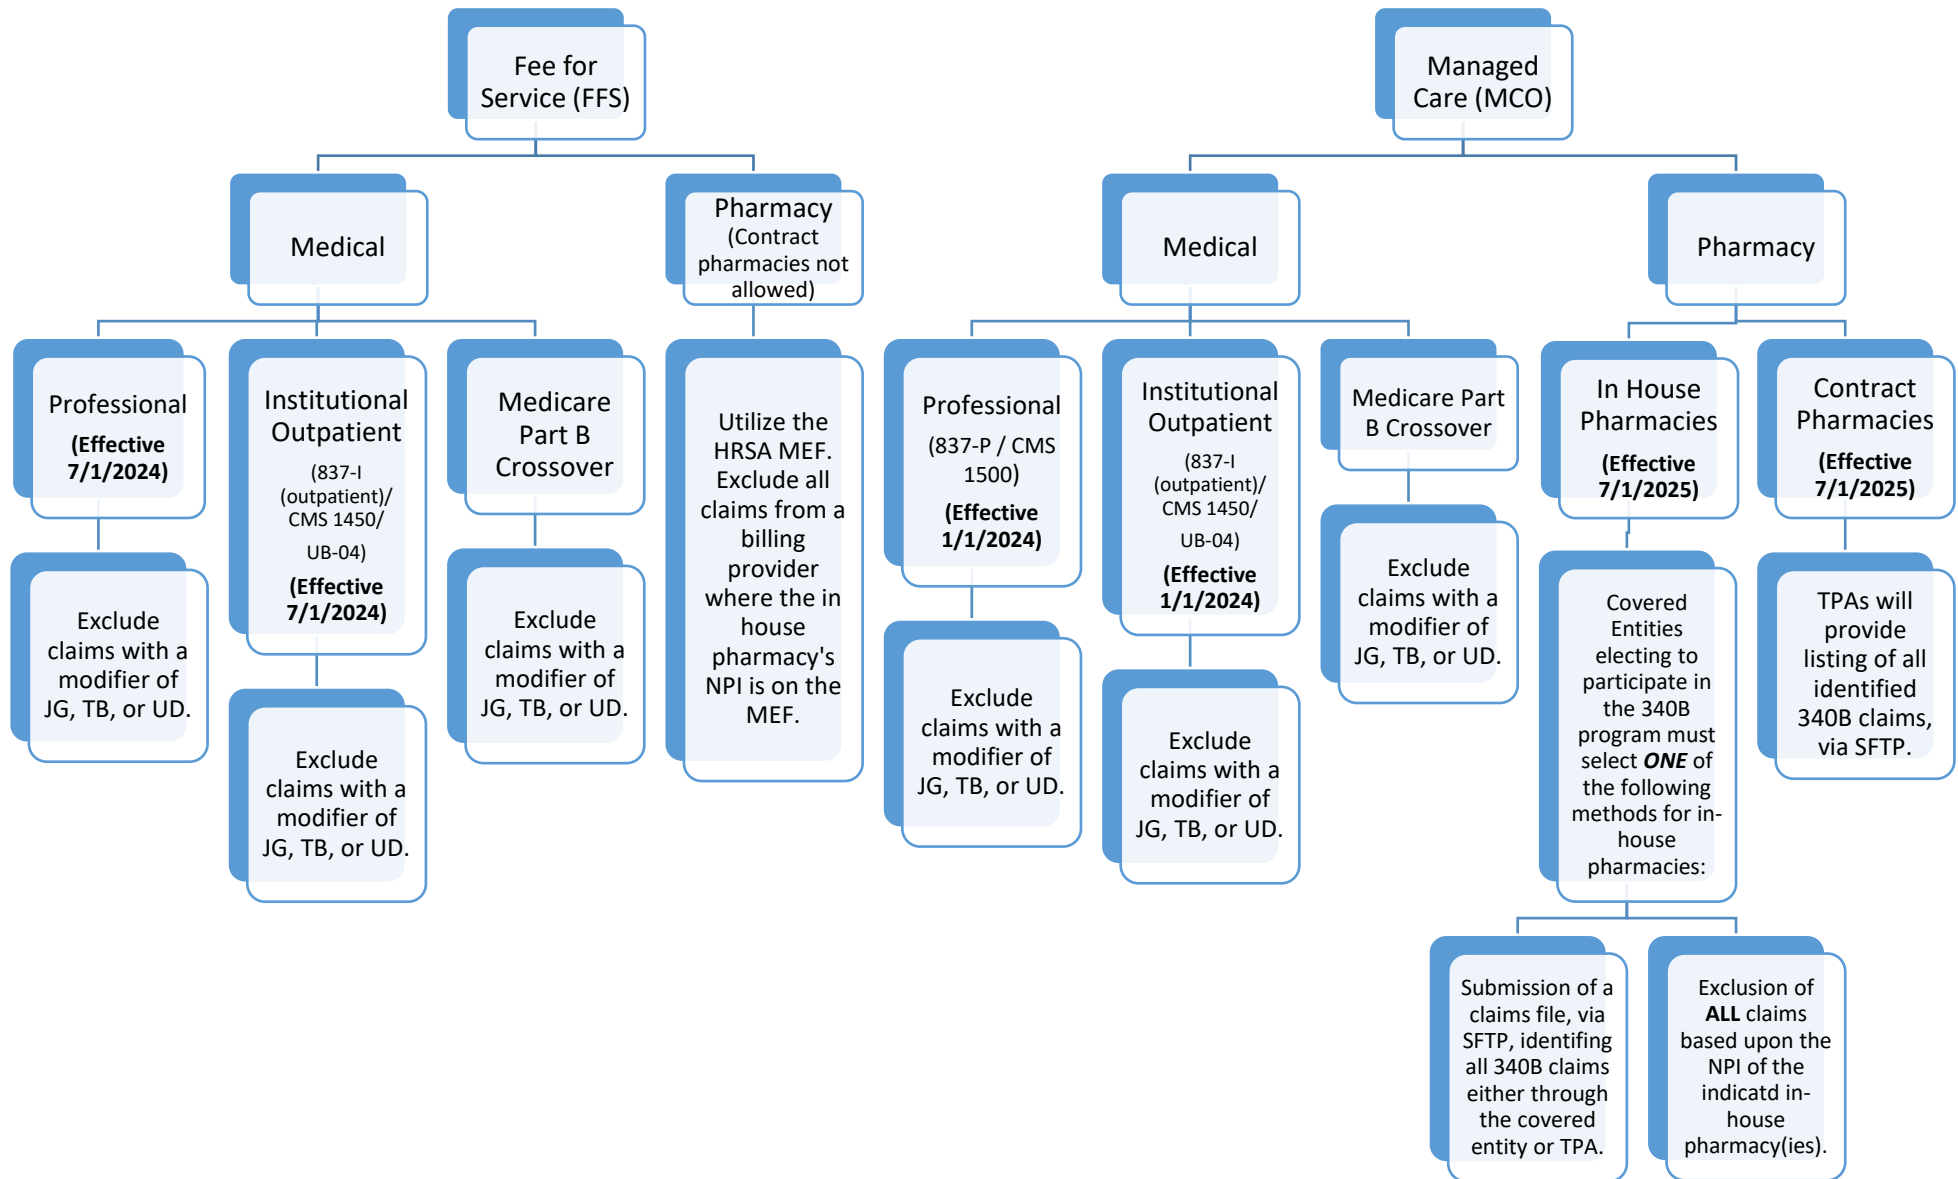 Fee for
Service (FFS)
Medical
Pharmacy
(Contract
pharmacies not
allowed)
Professional
(Effective
7/1/2024)
Exclude
claims with a
modifier of
JG, TB, or UD.
Institutional
Outpatient
(837-I
(outpatient)/
CMS 1450/
UB-04)
(Effective
7/1/2024)
Exclude
claims with a
modifier of
JG, TB, or UD.
Medicare
Part B
Crossover
Exclude
claims with a
modifier of
JG, TB, or UD.
Utilize the
HRSA MEF.
Exclude all
claims from a
billing
provider
where the in
house
pharmacy's
NPI is on the
MEF.
Managed
Care (MCO)
Medical
Pharmacy
Professional
(837-P / CMS
1500)
(Effective
1/1/2024)
Exclude
claims with a
modifier of
JG, TB, or UD.
Institutional
Outpatient
(837-I
(outpatient)/
CMS 1450/
UB-04)
(Effective
1/1/2024)
Exclude
claims with a
modifier of
JG, TB, or UD.
Medicare Part
B Crossover
Exclude
claims with a
modifier of
JG, TB, or UD.
In House
Pharmacies
(Effective
7/1/2025)
Covered
Entities
electing to
participate in
the 340B
program must
select ONE of
the following
methods for in-
house
pharmacies:
Submission of a
claims file, via
SFTP, identifing
all 340B claims
either through
the covered
entity or TPA.
Exclusion of
ALL claims
based upon the
NPI of the
indicatd in-
house
pharmacy(ies).
Contract
Pharmacies
(Effective
7/1/2025)
TPAs will
provide
listing of all
identified
340B claims,
via SFTP.